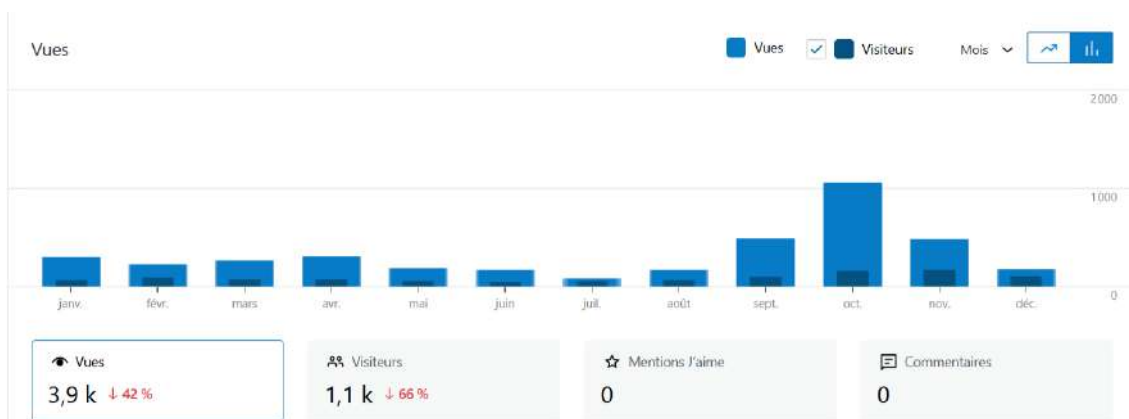 Vues
Vues Visiteurs Mois
2000
1000
0
janv. févr. mars avr. mai juin juil. août sept. oct. nov. déc.
Vues Visiteurs Mentions J'aime Commentaires
3,9 k ↓ 42 % 1,1 k ↓ 66 % 0 0